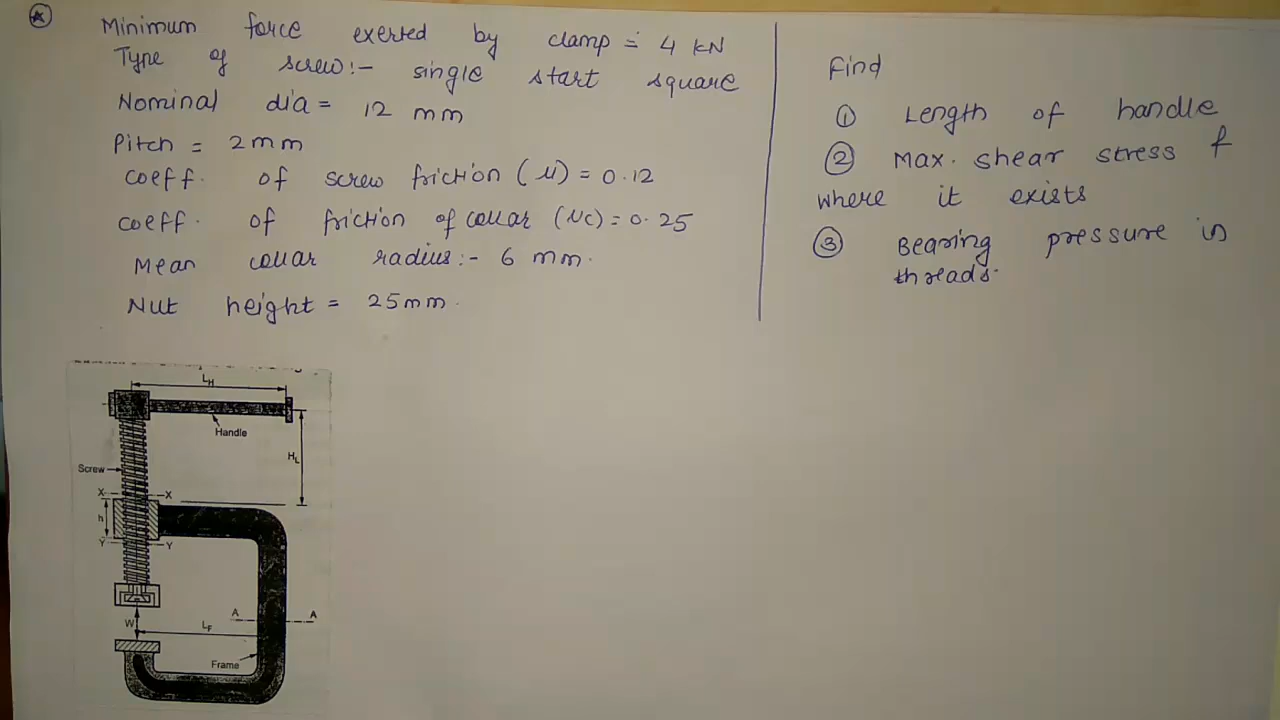 Minimum force exerted by clamp = 4 kN
Type of screw:- single start square
Nominal dia = 12 mm
Pitch = 2mm
coeff. of screw friction (μ) = 0.12
coeff. of friction of collar (μc) = 0.25
Mean collar radius:- 6 mm.
Nut height = 25mm.
Find
① Length of handle
② Max. shear stress f
where it exists
③ Bearing pressure in
threads.
LH
Handle
HL
Screw
X X
h
Y Y
A A
W
LF
Frame